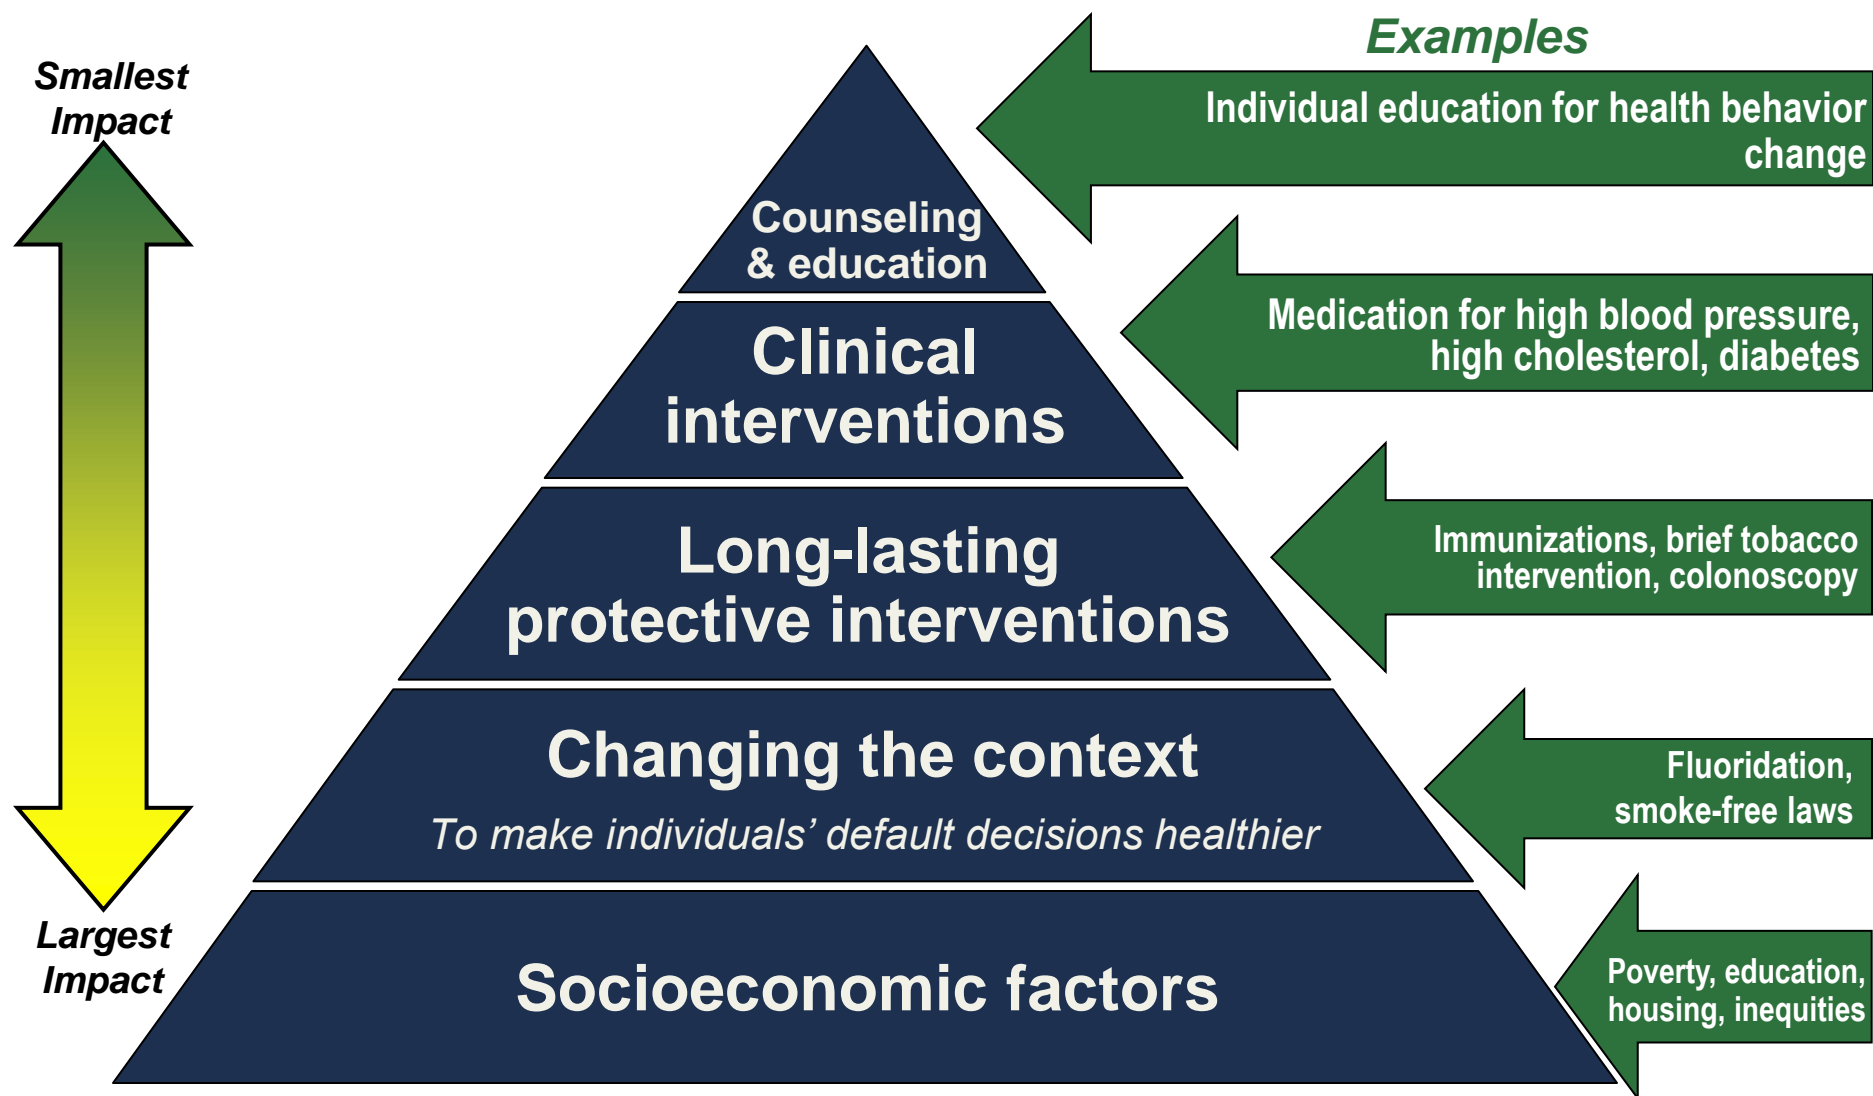 Examples
Smallest
Impact
Individual education for health behavior
change
Counseling
& education
Medication for high blood pressure,
high cholesterol, diabetes
Clinical
interventions
Immunizations, brief tobacco
intervention, colonoscopy
Long-lasting
protective interventions
Fluoridation,
smoke-free laws
Changing the context
To make individuals’ default decisions healthier
Largest
Impact
Poverty, education,
housing, inequities
Socioeconomic factors